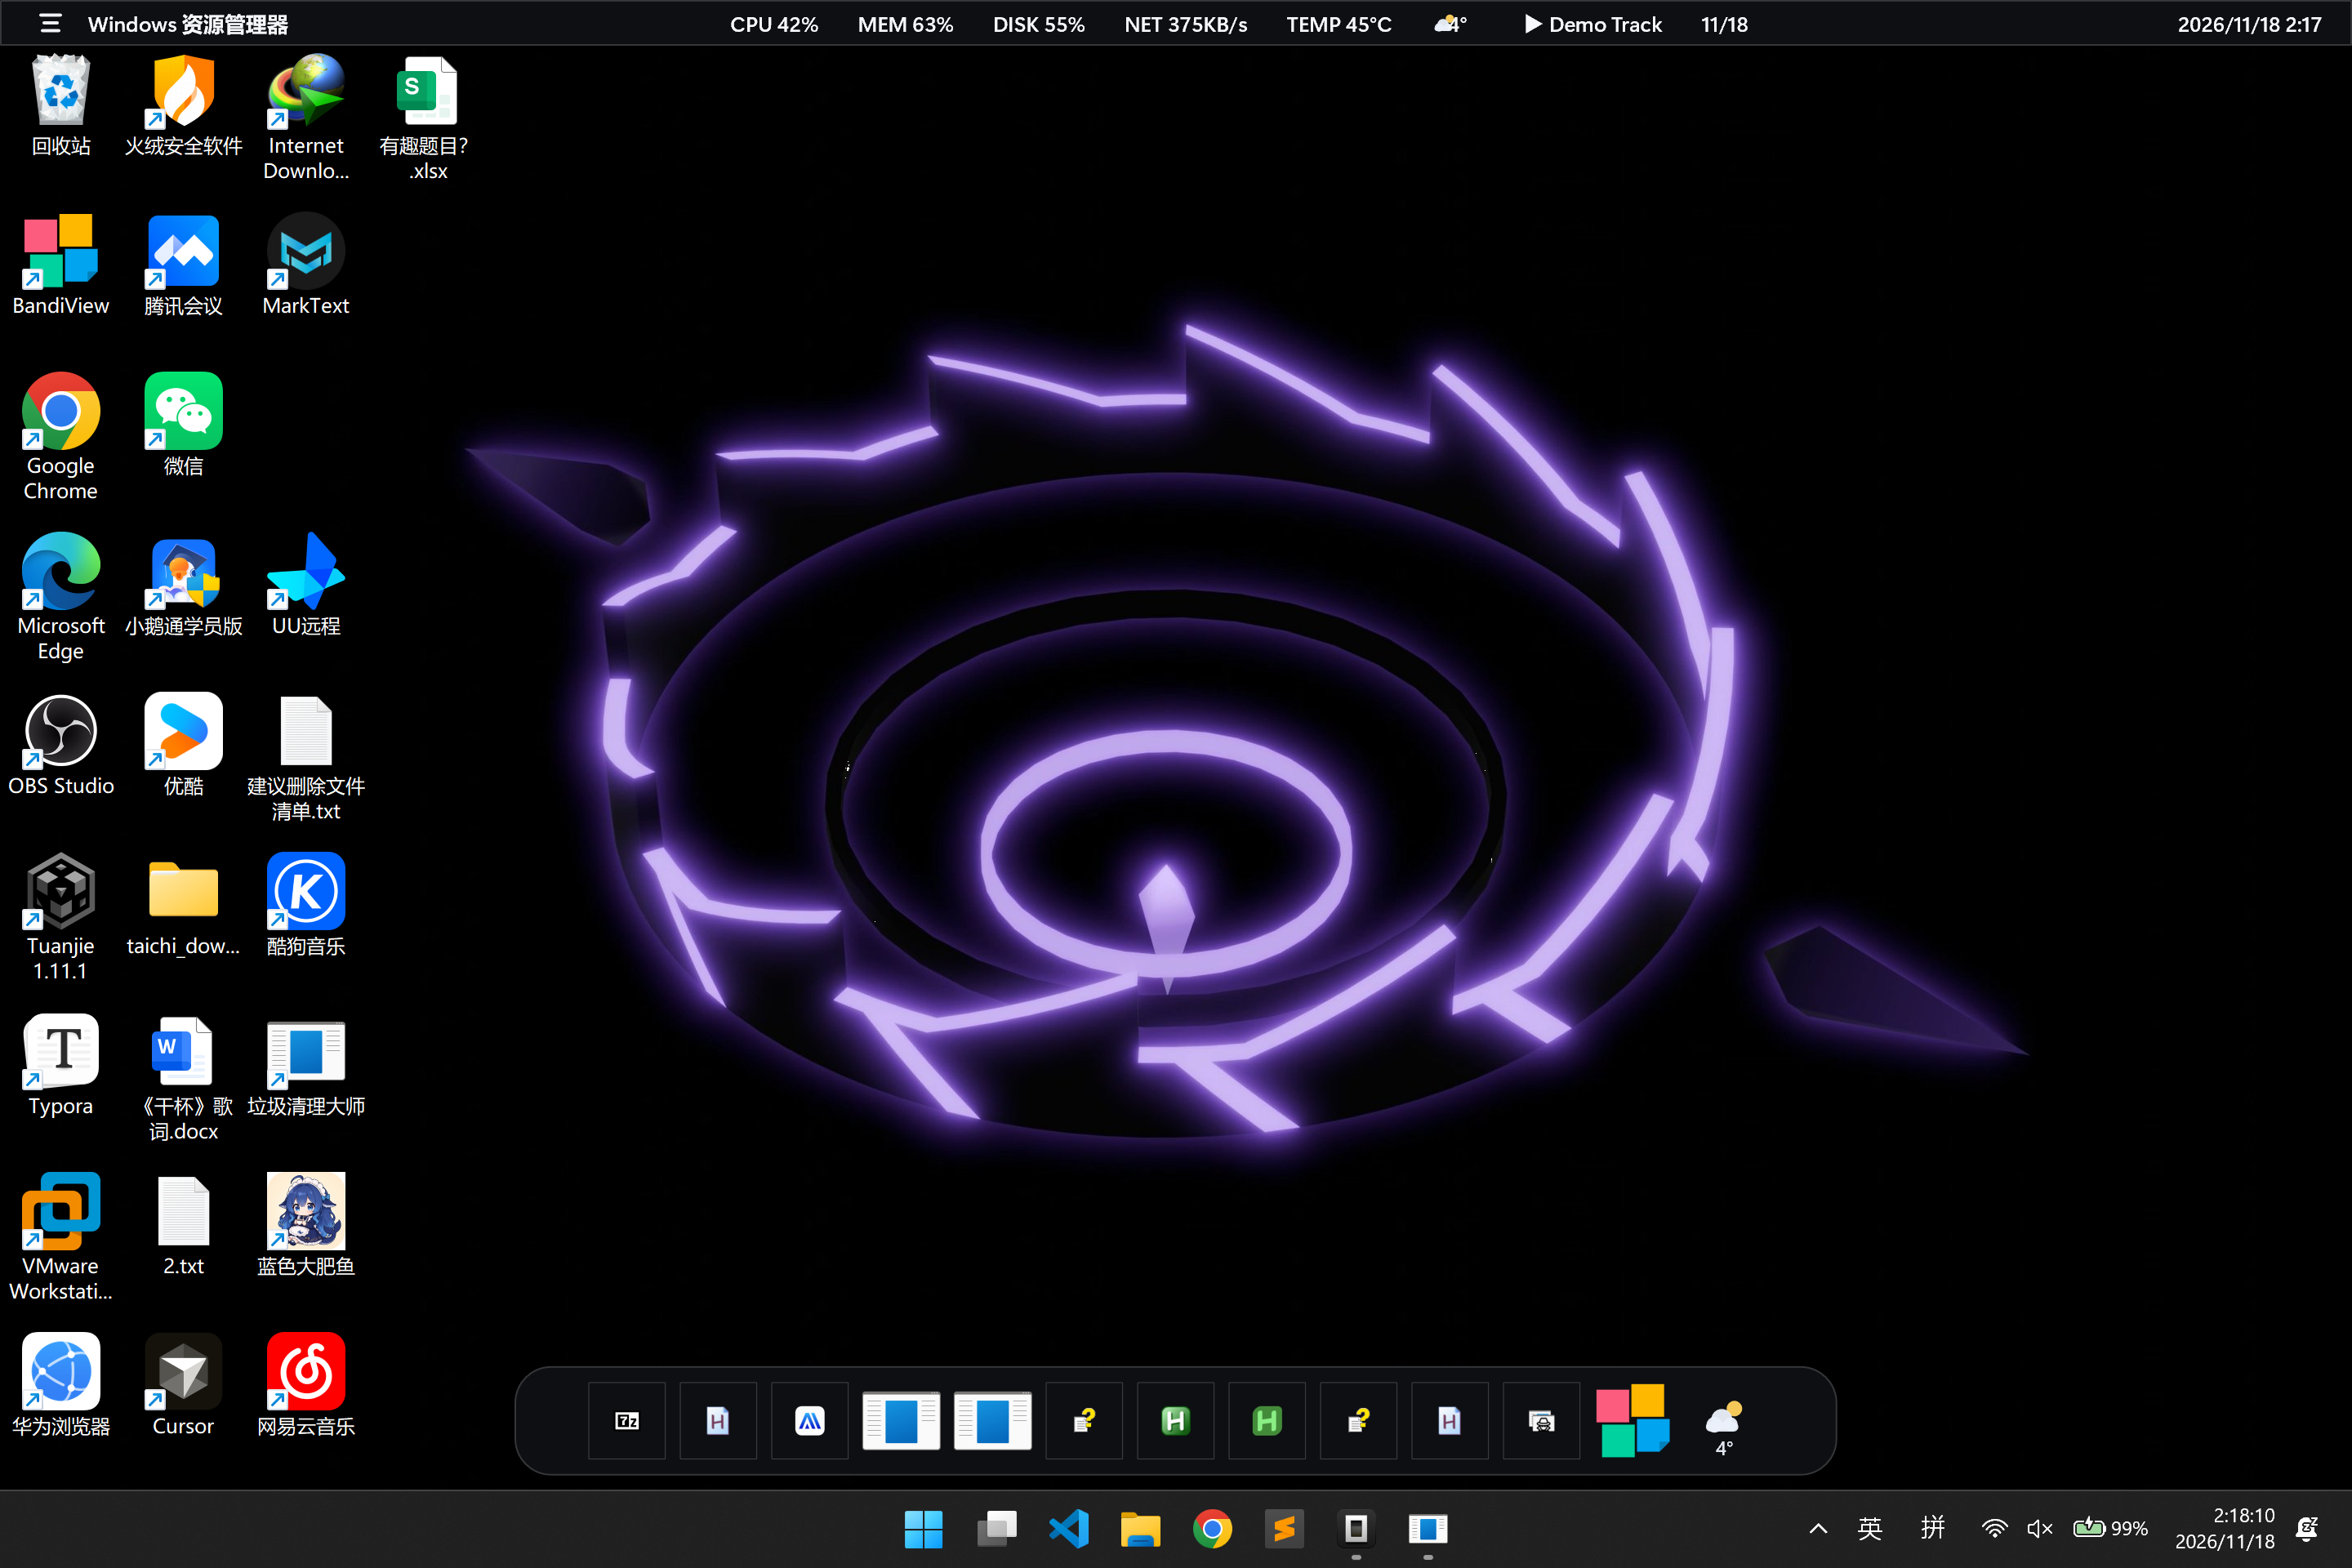 Windows 资源管理器
CPU 42% MEM 63% DISK 55% NET 375KB/s TEMP 45°C 4° Demo Track 11/18
2026/11/18 2:17
回收站
火绒安全软件
Internet
Downlo...
有趣题目?
.xlsx
BandiView
腾讯会议
MarkText
Google
Chrome
微信
Microsoft
Edge
小鹅通学员版
UU远程
OBS Studio
优酷
建议删除文件
清单.txt
Tuanjie
1.11.1
taichi_dow...
酷狗音乐
Typora
《干杯》歌
词.docx
垃圾清理大师
VMware
Workstati...
2.txt
蓝色大肥鱼
华为浏览器
Cursor
网易云音乐
7z
4°
英 拼 99%
2:18:10
2026/11/18